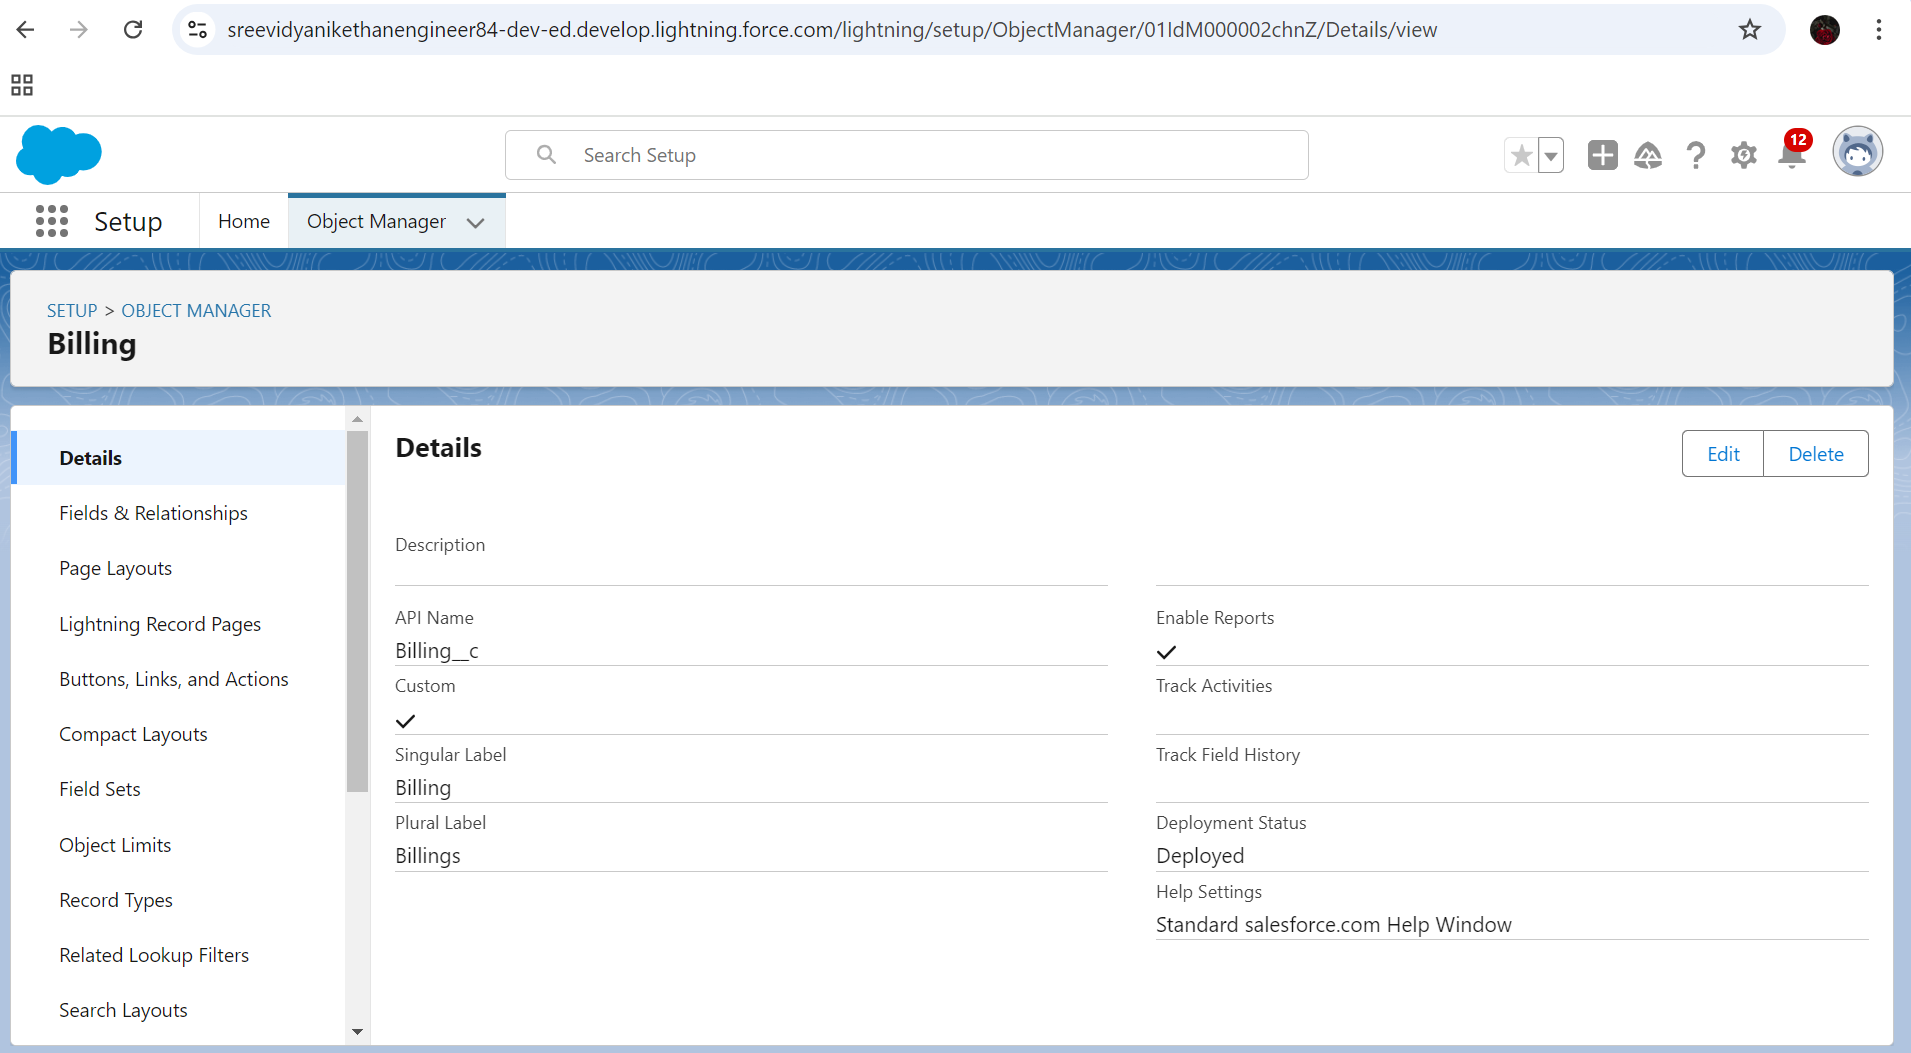 sreevidyanikethanengineer84-dev-ed.develop.lightning.force.com/lightning/setup/ObjectManager/01IdM000002chnZ/Details/view
Search Setup
12
Setup
Home
Object Manager
SETUP > OBJECT MANAGER
Billing
Details
Fields & Relationships
Page Layouts
Lightning Record Pages
Buttons, Links, and Actions
Compact Layouts
Field Sets
Object Limits
Record Types
Related Lookup Filters
Search Layouts
Details
Edit
Delete
Description
API Name
Billing__c
Custom
Singular Label
Billing
Plural Label
Billings
Enable Reports
Track Activities
Track Field History
Deployment Status
Deployed
Help Settings
Standard salesforce.com Help Window